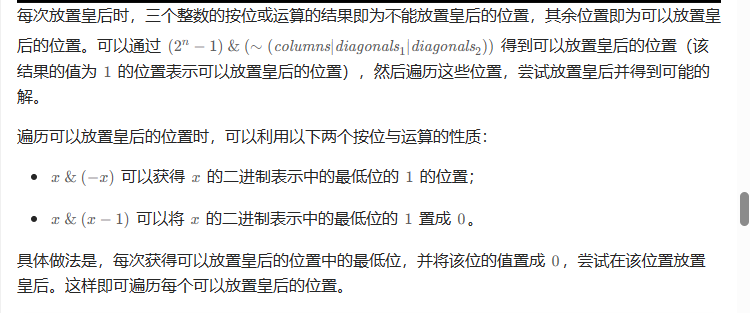 每次放置皇后时，三个整数的按位或运算的结果即为不能放置皇后的位置，其余位置即为可以放置皇
后的位置。可以通过 (2ⁿ − 1) & (∼ (columns|diagonals₁|diagonals₂)) 得到可以放置皇后的位置（该
结果的值为 1 的位置表示可以放置皇后的位置），然后遍历这些位置，尝试放置皇后并得到可能的
解。
遍历可以放置皇后的位置时，可以利用以下两个按位与运算的性质：
• x & (−x) 可以获得 x 的二进制表示中的最低位的 1 的位置；
• x & (x − 1) 可以将 x 的二进制表示中的最低位的 1 置成 0。
具体做法是，每次获得可以放置皇后的位置中的最低位，并将该位的值置成 0，尝试在该位置放置
皇后。这样即可遍历每个可以放置皇后的位置。